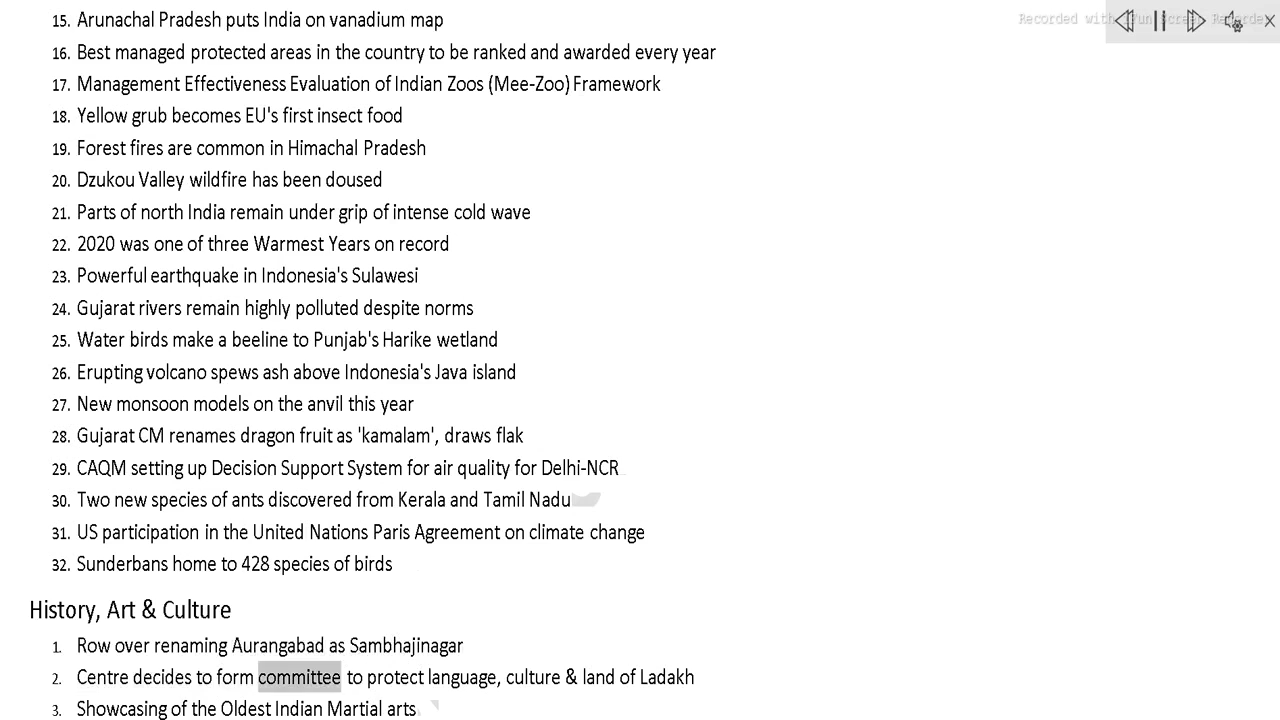 Recorded with
15. Arunachal Pradesh puts India on vanadium map
16. Best managed protected areas in the country to be ranked and awarded every year
17. Management Effectiveness Evaluation of Indian Zoos (Mee-Zoo) Framework
18. Yellow grub becomes EU's first insect food
19. Forest fires are common in Himachal Pradesh
20. Dzukou Valley wildfire has been doused
21. Parts of north India remain under grip of intense cold wave
22. 2020 was one of three Warmest Years on record
23. Powerful earthquake in Indonesia's Sulawesi
24. Gujarat rivers remain highly polluted despite norms
25. Water birds make a beeline to Punjab's Harike wetland
26. Erupting volcano spews ash above Indonesia's Java island
27. New monsoon models on the anvil this year
28. Gujarat CM renames dragon fruit as 'kamalam', draws flak
29. CAQM setting up Decision Support System for air quality for Delhi-NCR
30. Two new species of ants discovered from Kerala and Tamil Nadu
31. US participation in the United Nations Paris Agreement on climate change
32. Sunderbans home to 428 species of birds
History, Art & Culture
1. Row over renaming Aurangabad as Sambhajinagar
2. Centre decides to form committee to protect language, culture & land of Ladakh
3. Showcasing of the Oldest Indian Martial arts